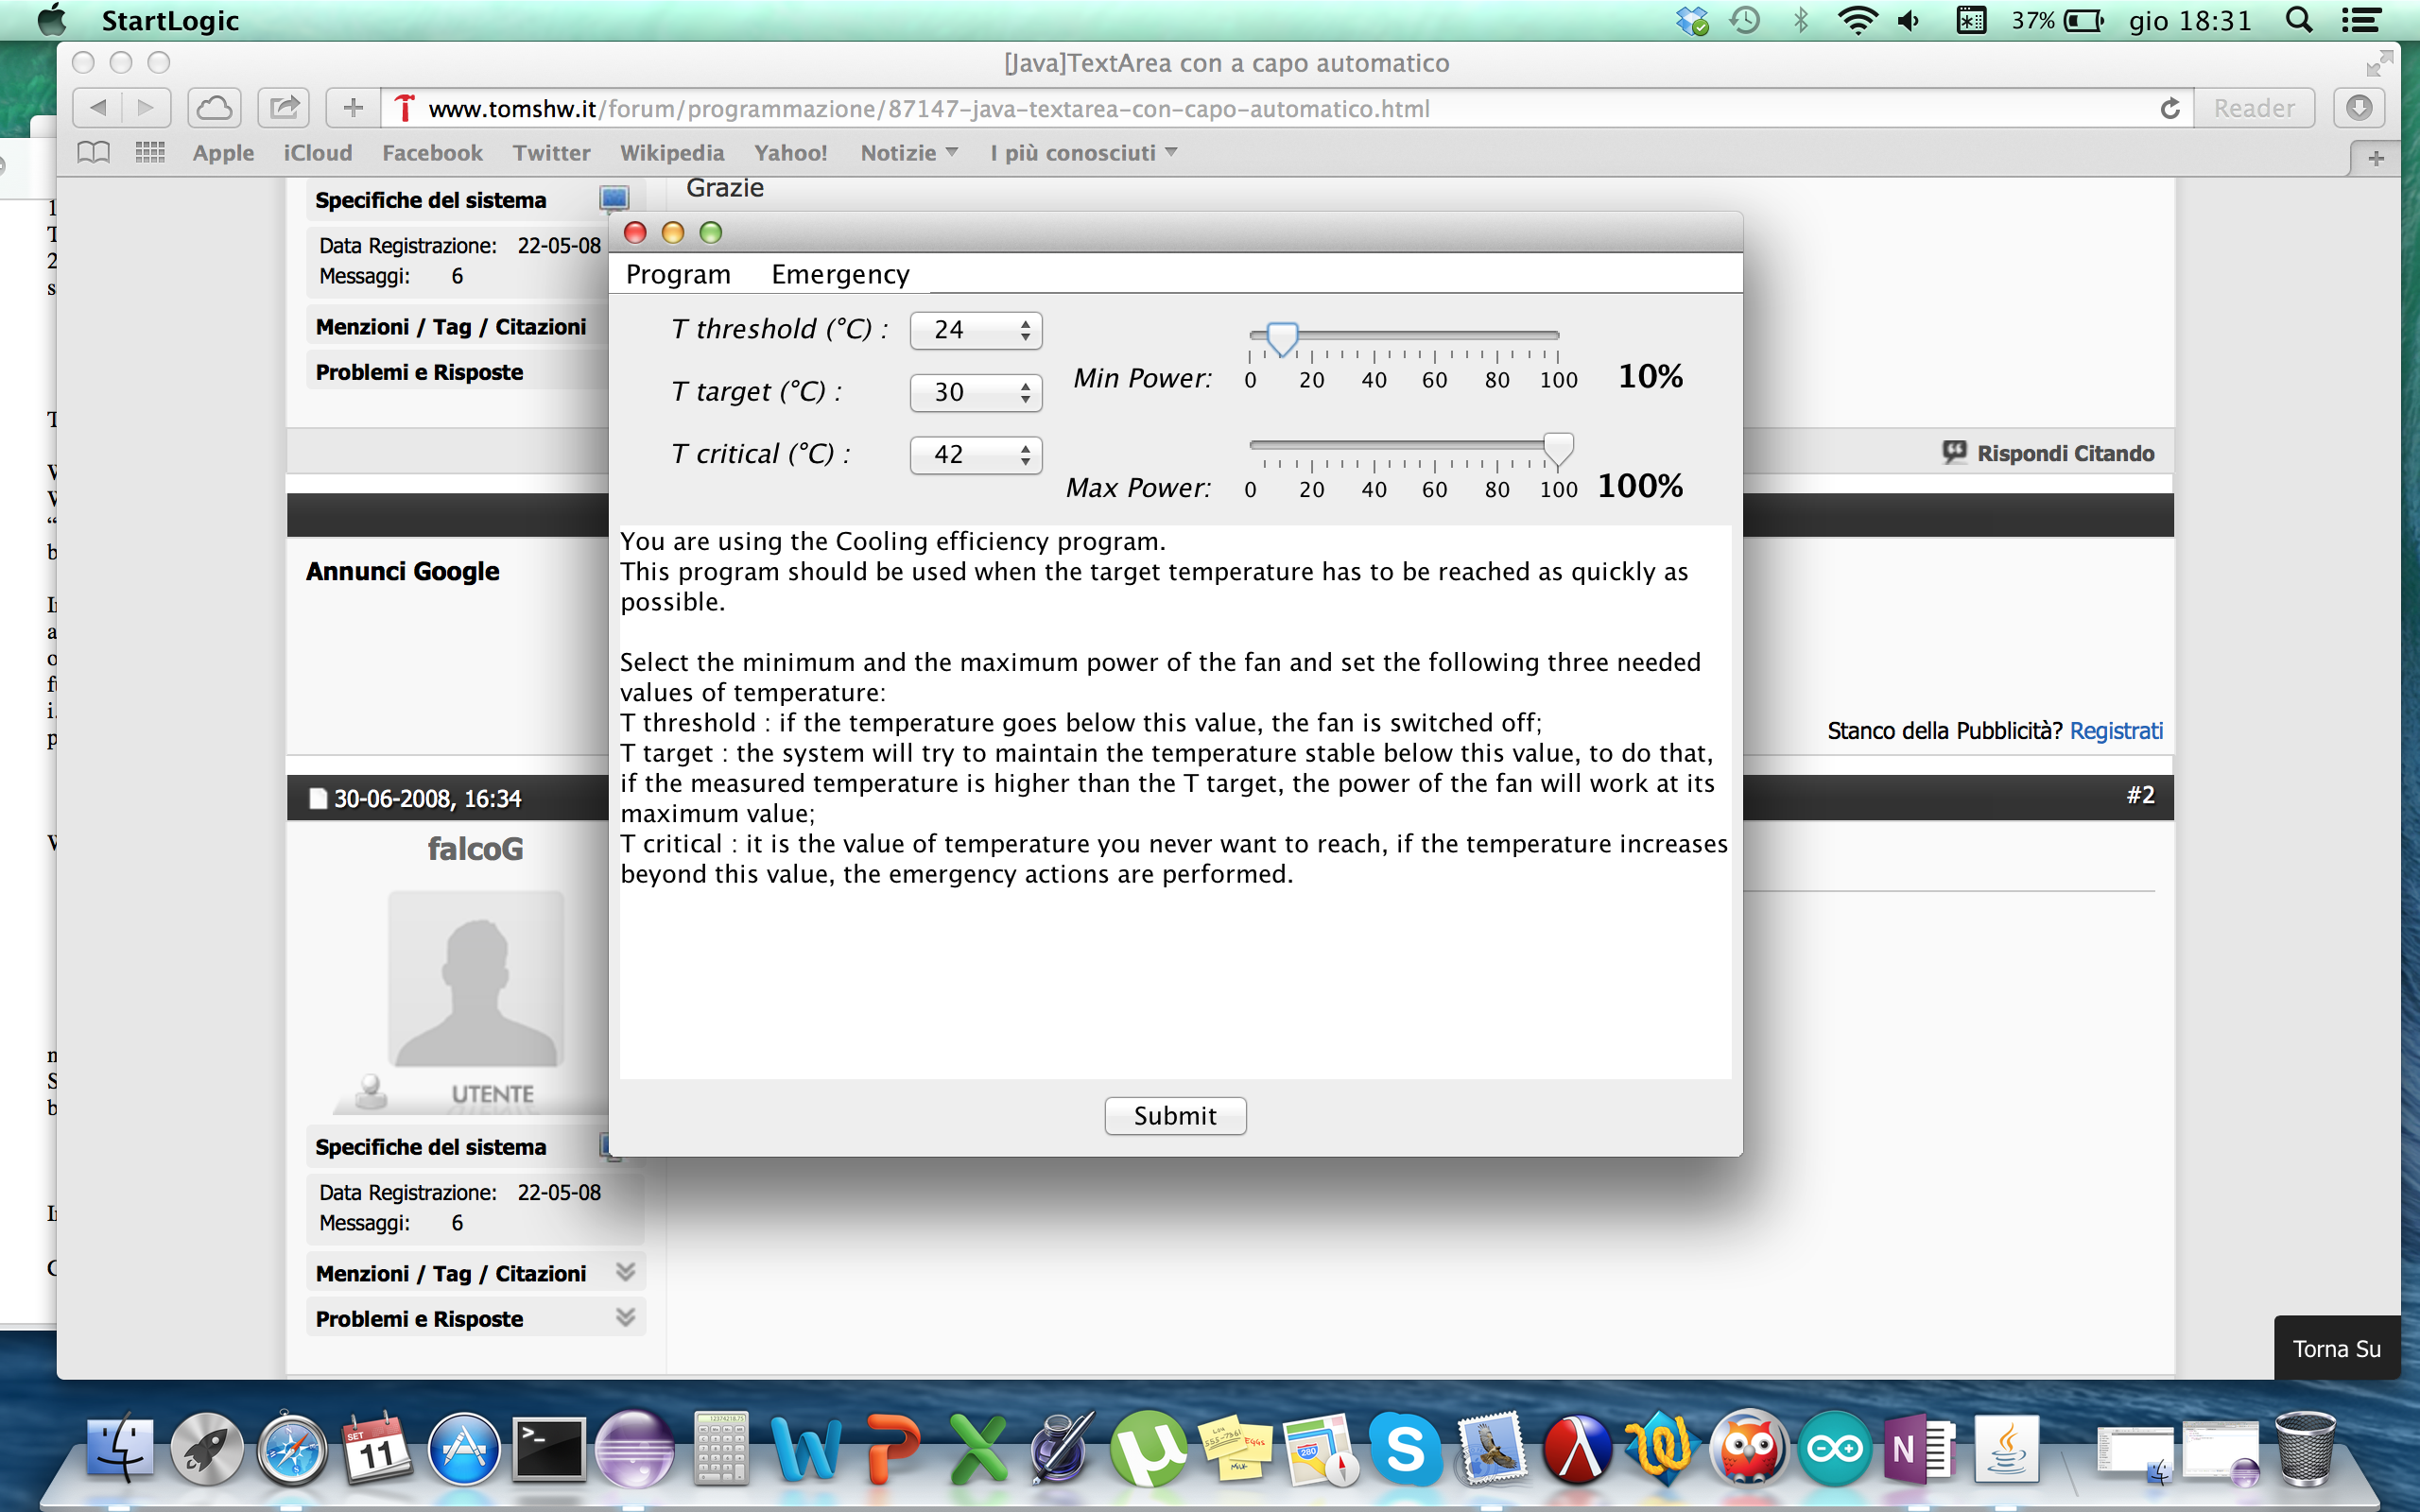 StartLogic
37%
gio 18:31
[Java]TextArea con a capo automatico
www.tomshw.it/forum/programmazione/87147-java-textarea-con-capo-automatico.html
Reader
Apple iCloud Facebook Twitter Wikipedia Yahoo! Notizie I più conosciuti
Specifiche del sistema
Data Registrazione: 22-05-08
Messaggi: 6
Menzioni / Tag / Citazioni
Problemi e Risposte
Grazie
Program Emergency
T threshold (°C) : 24
T target (°C) : 30
T critical (°C) : 42
Min Power: 0 20 40 60 80 100 10%
Max Power: 0 20 40 60 80 100 100%
You are using the Cooling efficiency program.
This program should be used when the target temperature has to be reached as quickly as
possible.
Select the minimum and the maximum power of the fan and set the following three needed
values of temperature:
T threshold : if the temperature goes below this value, the fan is switched off;
T target : the system will try to maintain the temperature stable below this value, to do that,
if the measured temperature is higher than the T target, the power of the fan will work at its
maximum value;
T critical : it is the value of temperature you never want to reach, if the temperature increases
beyond this value, the emergency actions are performed.
Submit
Rispondi Citando
Annunci Google
Stanco della Pubblicità? Registrati
30-06-2008, 16:34
#2
falcoG
UTENTE
Specifiche del sistema
Data Registrazione: 22-05-08
Messaggi: 6
Menzioni / Tag / Citazioni
Problemi e Risposte
Torna Su
SET
11
280